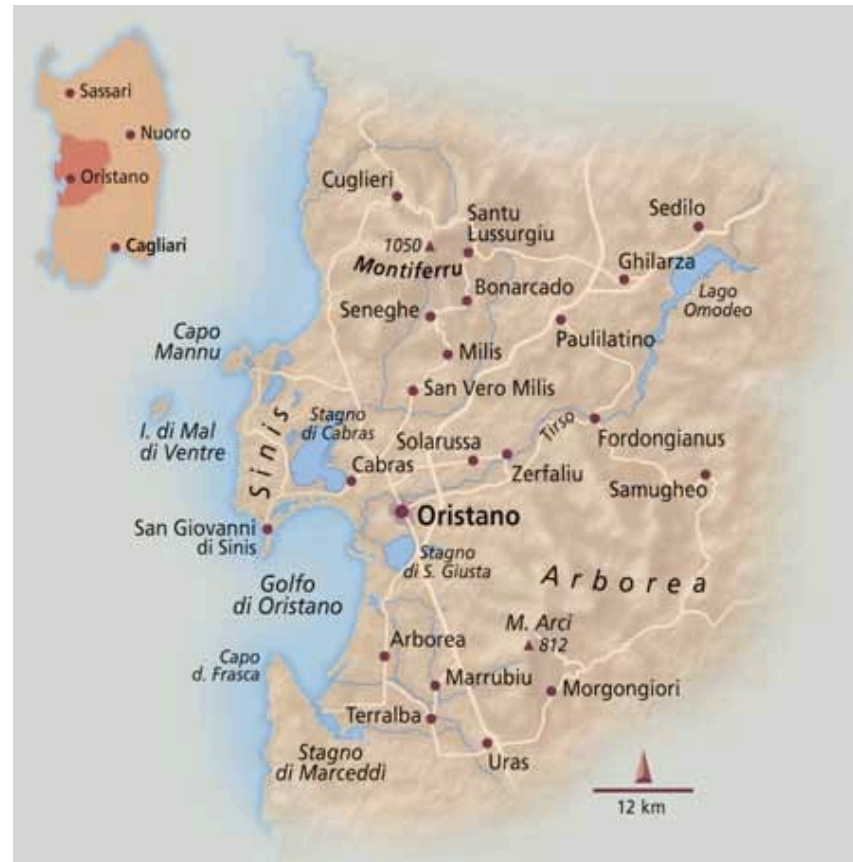 Sassari
Nuoro
Oristano
Cagliari
Cuglieri
Santu
Lussurgiu
Sedilo
1050
Montiferru
Ghilarza
Bonarcado
Lago
Omodeo
Seneghe
Paulilatino
Capo
Mannu
Milis
San Vero Milis
I. di Mal
di Ventre
Sinis
Stagno
di Cabras
Solarussa
Tirso
Fordongianus
Cabras
Zerfaliu
Samugheo
Oristano
San Giovanni
di Sinis
Stagno
di S. Giusta
Golfo
di Oristano
Arborea
M. Arci
812
Arborea
Capo
d. Frasca
Marrubiu
Morgongiori
Terralba
Stagno
di Marceddi
Uras
12 km